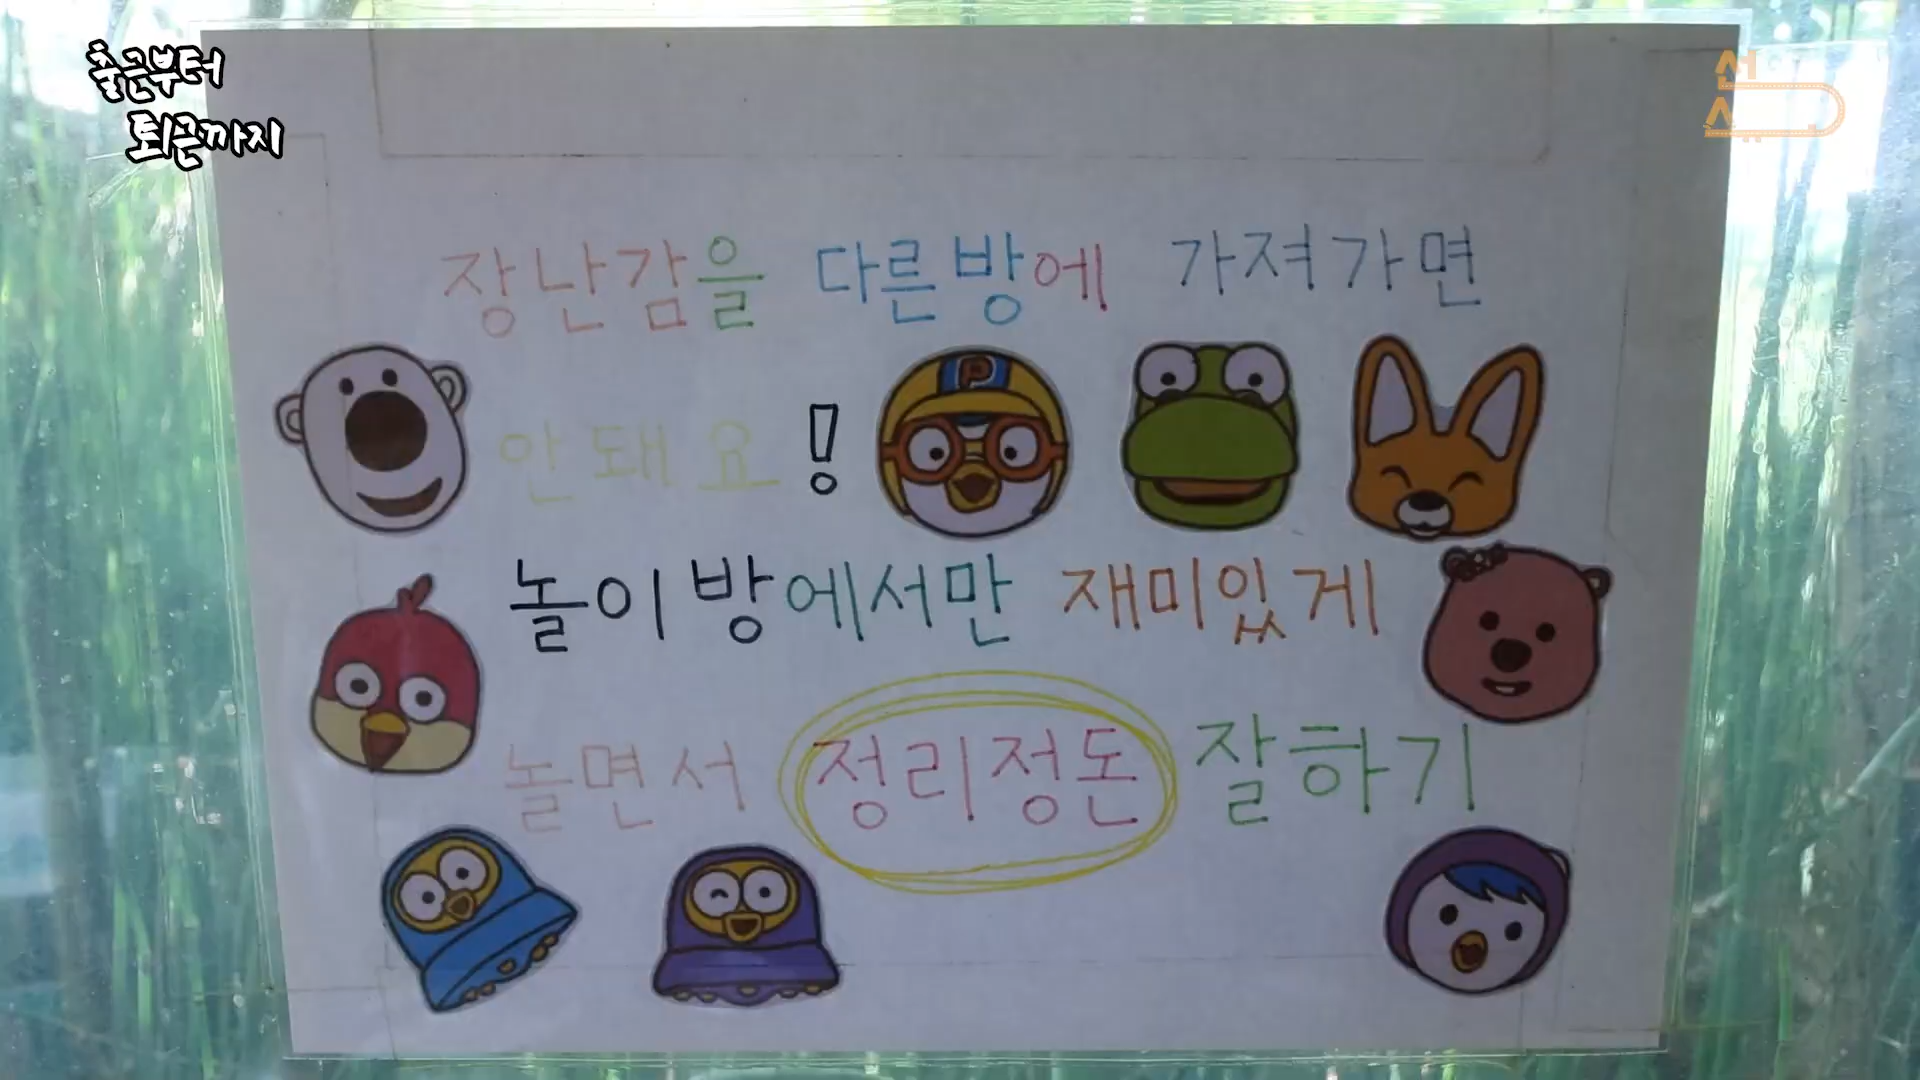 출근부터
퇴근까지
장난감을 다른방에 가져가면
안돼요!
P
놀이방에서만 재미있게
놀면서 정리정돈 잘하기